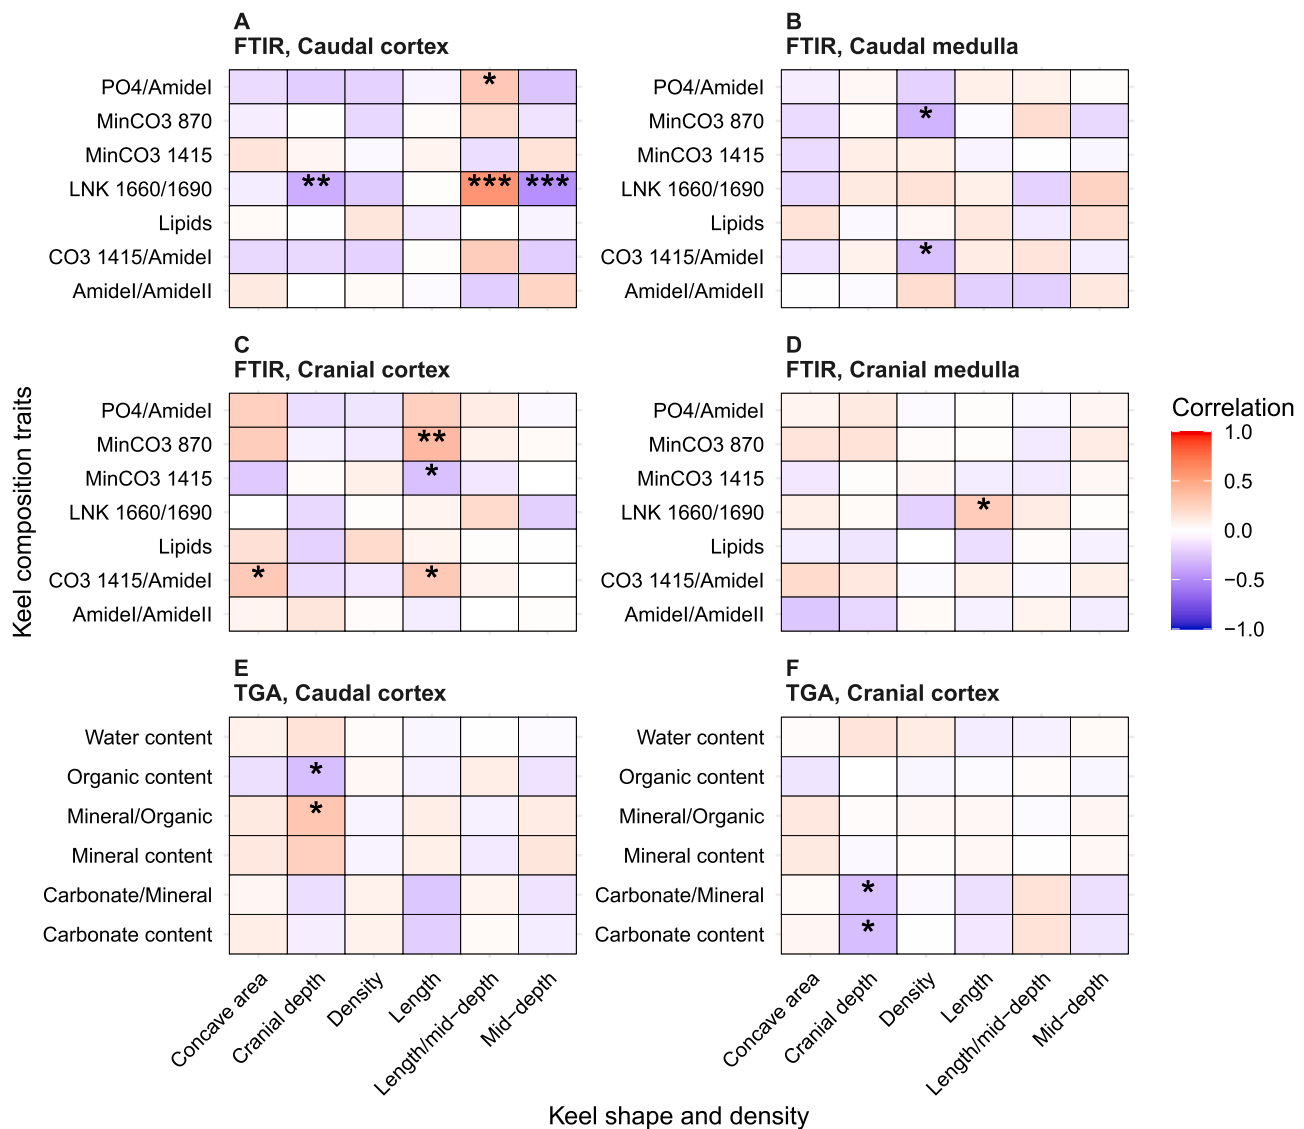 A
FTIR, Caudal cortex
PO4/AmideI
MinCO3 870
MinCO3 1415
LNK 1660/1690
Lipids
CO3 1415/AmideI
AmideI/AmideII
*
** *** ***
B
FTIR, Caudal medulla
PO4/AmideI
MinCO3 870
MinCO3 1415
LNK 1660/1690
Lipids
CO3 1415/AmideI
AmideI/AmideII
*
*
C
FTIR, Cranial cortex
PO4/AmideI
MinCO3 870
MinCO3 1415
LNK 1660/1690
Lipids
CO3 1415/AmideI
AmideI/AmideII
**
*
* *
D
FTIR, Cranial medulla
PO4/AmideI
MinCO3 870
MinCO3 1415
LNK 1660/1690
Lipids
CO3 1415/AmideI
AmideI/AmideII
*
E
TGA, Caudal cortex
Water content
Organic content
Mineral/Organic
Mineral content
Carbonate/Mineral
Carbonate content
*
*
Concave area
Cranial depth
Density
Length
Length/mid−depth
Mid−depth
F
TGA, Cranial cortex
Water content
Organic content
Mineral/Organic
Mineral content
Carbonate/Mineral
Carbonate content
*
*
Concave area
Cranial depth
Density
Length
Length/mid−depth
Mid−depth
Keel composition traits
Keel shape and density
Correlation
1.0
0.5
0.0
−0.5
−1.0